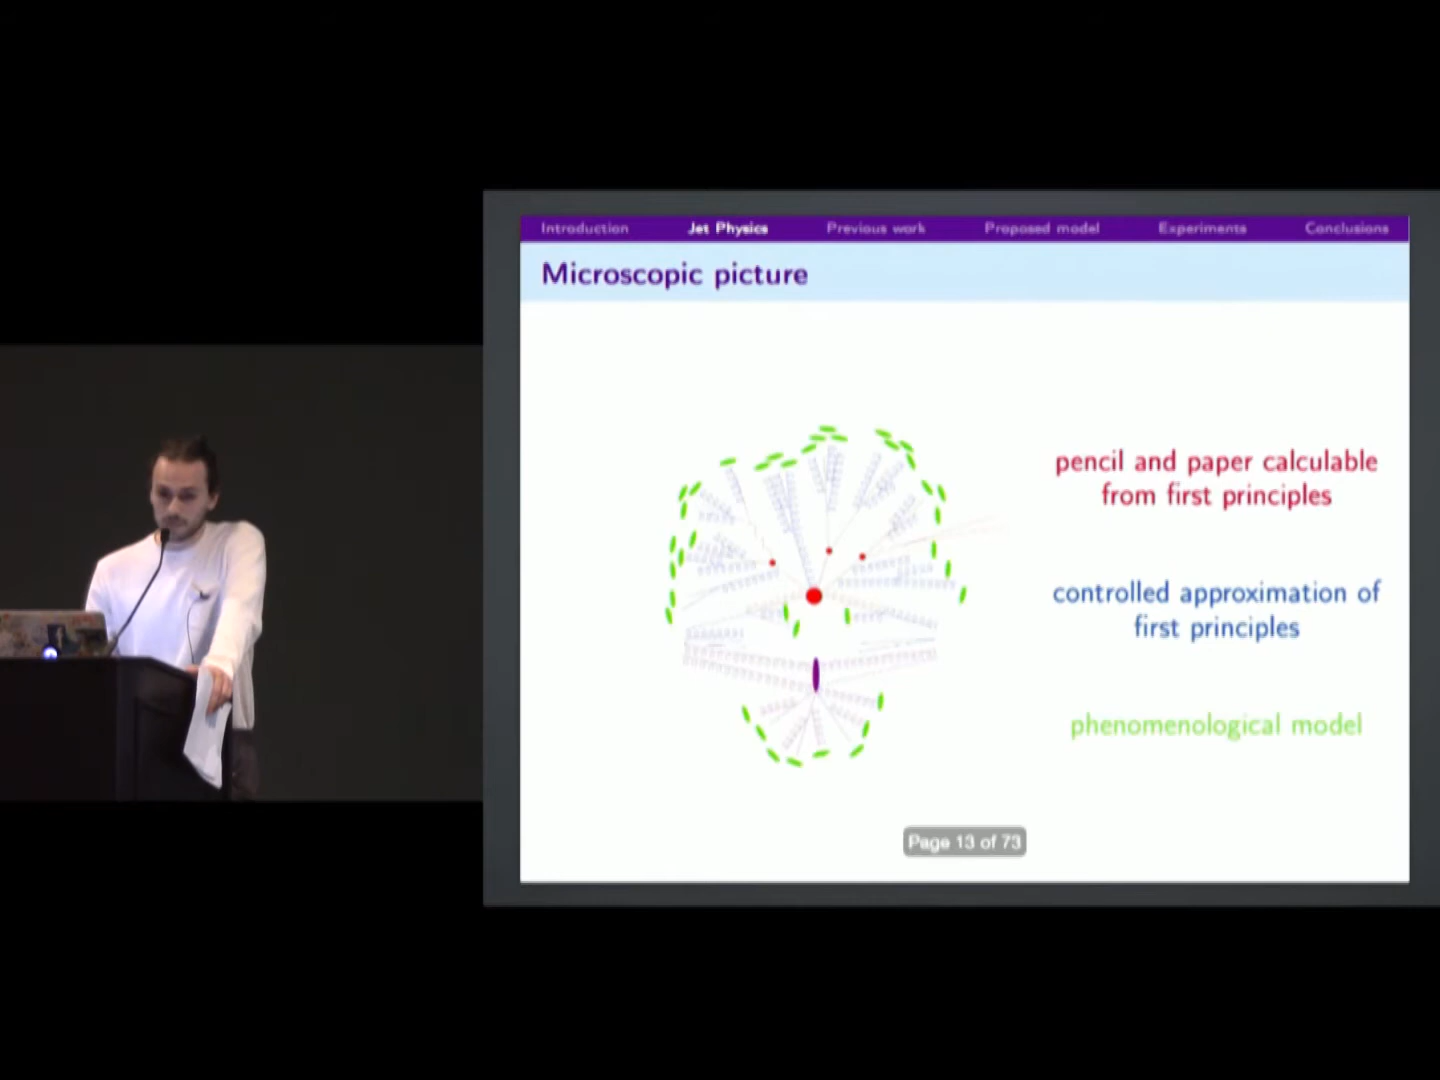 Introduction Jet Physics Previous work Proposed model Experiments Conclusions
Microscopic picture
pencil and paper calculable
from first principles
controlled approximation of
first principles
phenomenological model
Page 13 of 73